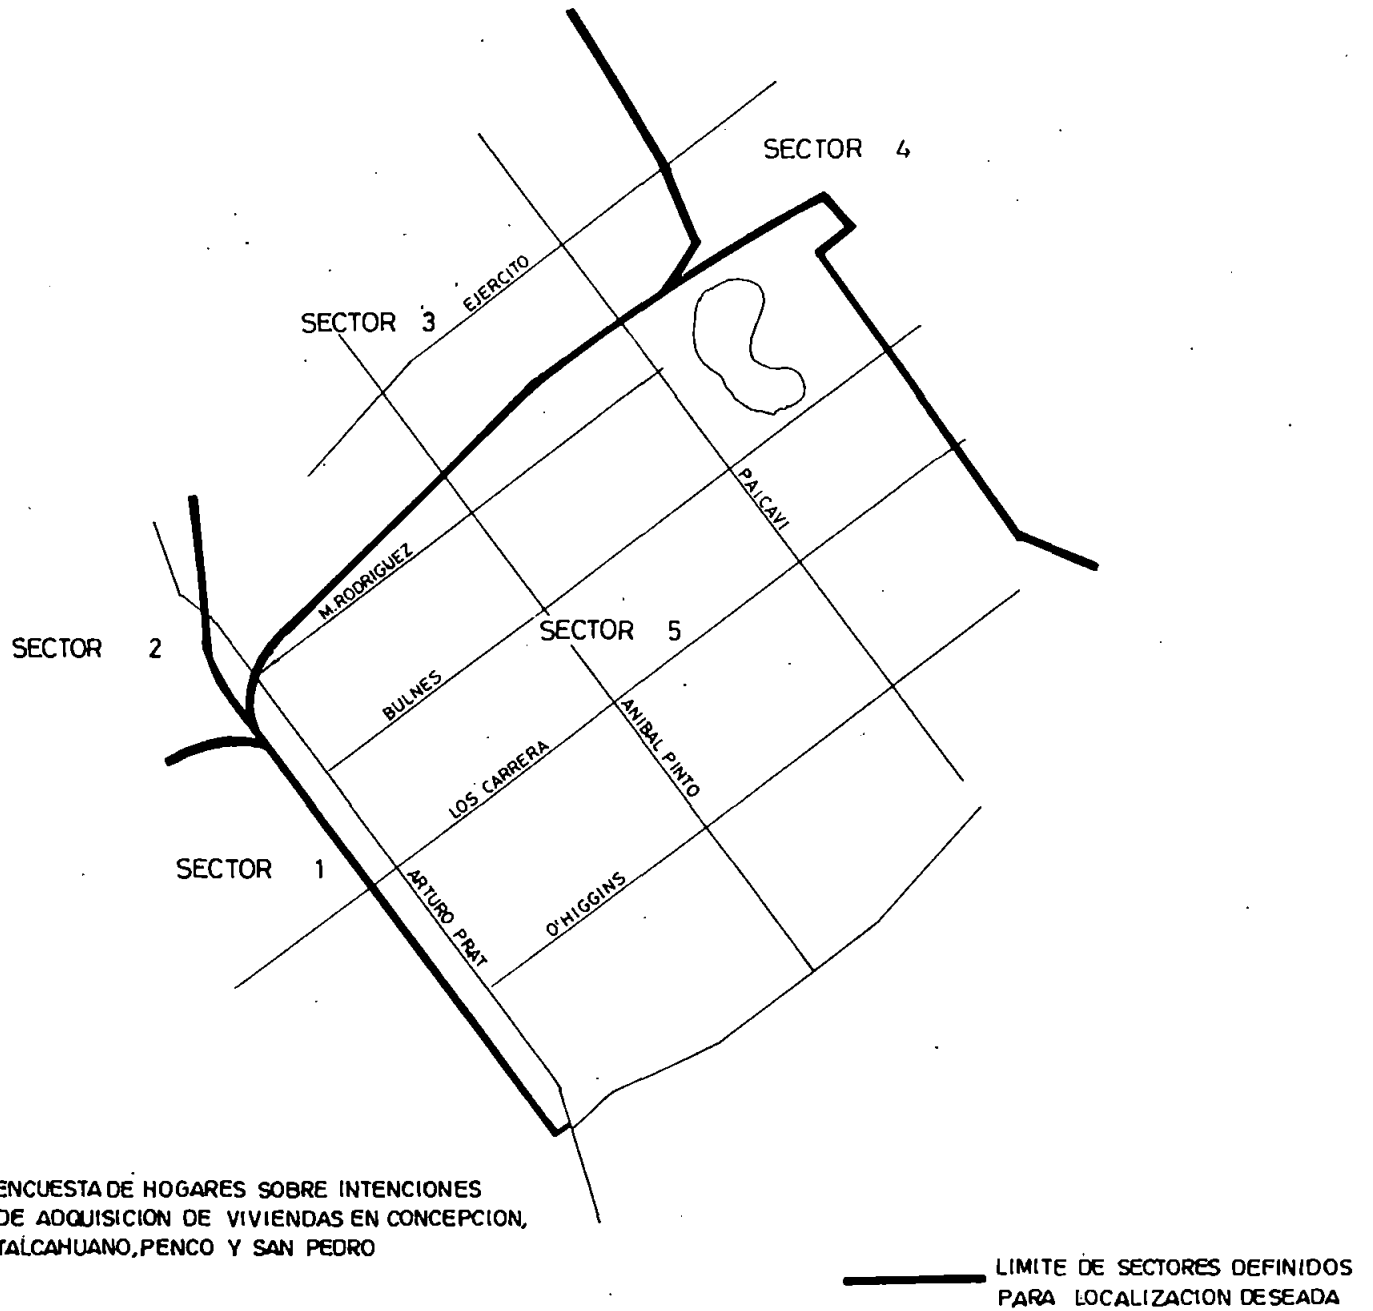 SECTOR 4
EJERCITO
SECTOR 3
PAICAVI
M. RODRIGUEZ
SECTOR 2
SECTOR 5
BULNES
ANIBAL PINTO
LOS CARRERA
SECTOR 1
ARTURO PRAT
O'HIGGINS
ENCUESTA DE HOGARES SOBRE INTENCIONES
DE ADQUISICION DE VIVIENDAS EN CONCEPCION,
TALCAHUANO, PENCO Y SAN PEDRO
LIMITE DE SECTORES DEFINIDOS
PARA LOCALIZACION DESEADA